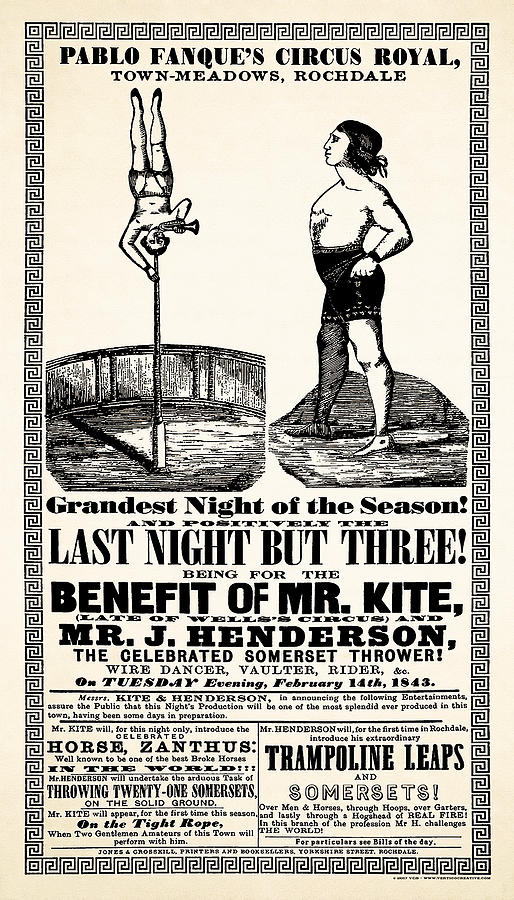 PABLO FANQUE'S CIRCUS ROYAL,
TOWN-MEADOWS, ROCHDALE
Grandest Night of the Season!
AND POSITIVELY THE
LAST NIGHT BUT THREE!
BEING FOR THE
BENEFIT OF MR. KITE,
(LATE OF WELLS'S CIRCUS) AND
MR. J. HENDERSON,
THE CELEBRATED SOMERSET THROWER!
WIRE DANCER, VAULTER, RIDER, &c.
On TUESDAY Evening, February 14th, 1843.
Messrs. KITE & HENDERSON, in announcing the following Entertainments,
assure the Public that this Night's Production will be one of the most splendid ever produced in this
town, having been some days in preparation.
Mr. KITE will, for this night only, introduce the
CELEBRATED
HORSE, ZANTHUS:
Well known to be one of the best Broke Horses
IN THE WORLD!!!
Mr. HENDERSON will undertake the arduous Task of
THROWING TWENTY-ONE SOMERSETS,
ON THE SOLID GROUND.
Mr. KITE will appear, for the first time this season,
On the Tight Rope,
When Two Gentlemen Amateurs of this Town will
perform with him.
Mr. HENDERSON will, for the first time in Rochdale,
introduce his extraordinary
TRAMPOLINE LEAPS
AND
SOMERSETS!
Over Men & Horses, through Hoops, over Garters,
and lastly through a Hogshead of REAL FIRE!
In this branch of the profession Mr H. challenges
THE WORLD!
For particulars see Bills of the day.
JONES & CROSSKILL, PRINTERS AND BOOKSELLERS, YORKSHIRE STREET, ROCHDALE.
WWW.VERTIGOCREATIVE.COM